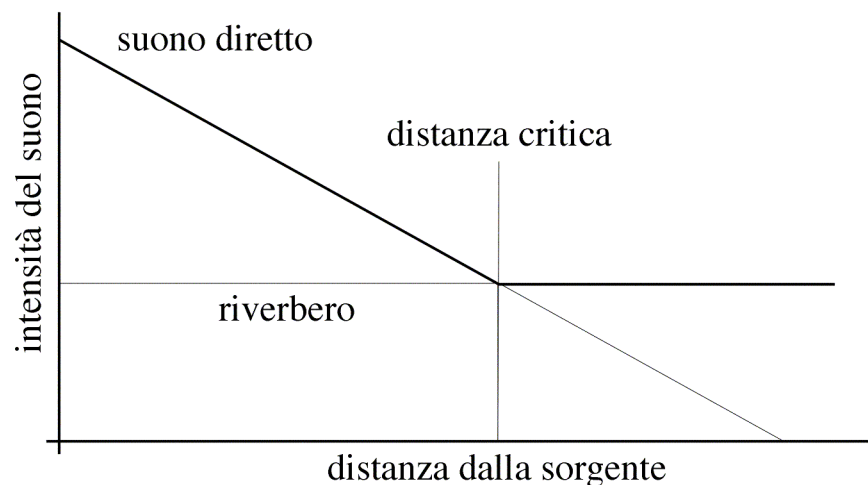 suono diretto
distanza critica
intensità del suono
riverbero
distanza dalla sorgente